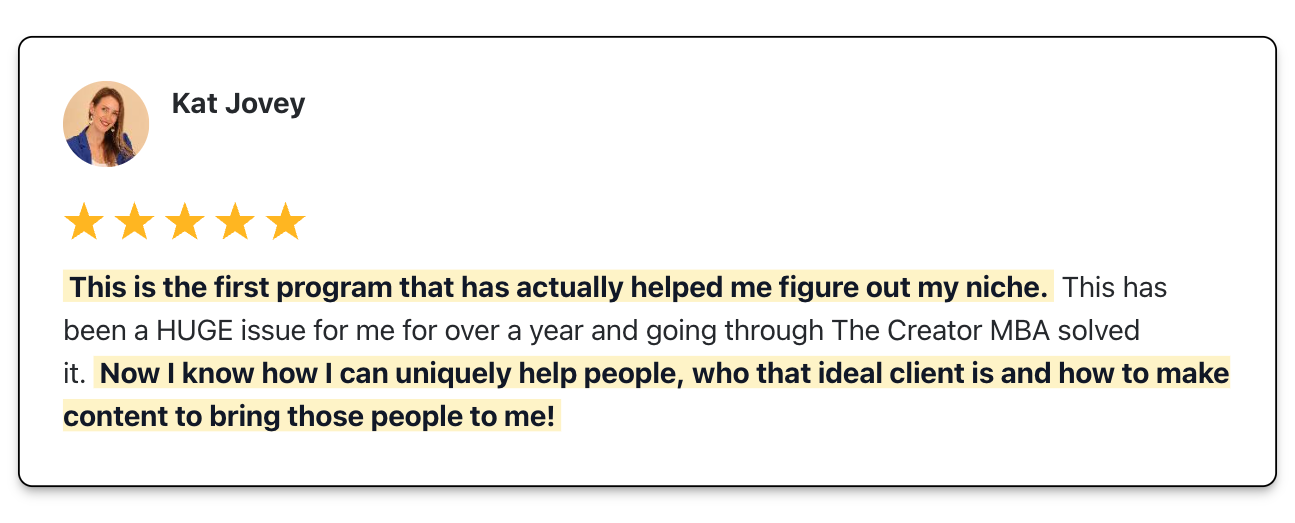 Kat Jovey
This is the first program that has actually helped me figure out my niche. This has
been a HUGE issue for me for over a year and going through The Creator MBA solved
it. Now I know how I can uniquely help people, who that ideal client is and how to make
content to bring those people to me!